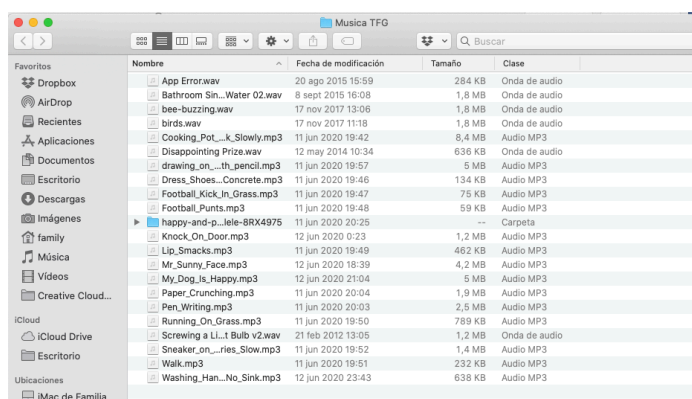 Musica TFG
Buscar
Favoritos
Dropbox
AirDrop
Recientes
Aplicaciones
Documentos
Escritorio
Descargas
Imágenes
family
Música
Vídeos
Creative Cloud...
iCloud
iCloud Drive
Escritorio
Ubicaciones
iMac de Familia
Nombre Fecha de modificación Tamaño Clase
App Error.wav 20 ago 2015 15:59 284 KB Onda de audio
Bathroom Sin...Water 02.wav 8 sept 2015 16:08 1,8 MB Onda de audio
bee-buzzing.wav 17 nov 2017 13:06 1,8 MB Onda de audio
birds.wav 17 nov 2017 11:18 1,8 MB Onda de audio
Cooking_Pot_...k_Slowly.mp3 11 jun 2020 19:42 8,4 MB Audio MP3
Disappointing Prize.wav 12 may 2014 10:34 636 KB Onda de audio
drawing_on_...th_pencil.mp3 11 jun 2020 19:57 5 MB Audio MP3
Dress_Shoes...Concrete.mp3 11 jun 2020 19:46 134 KB Audio MP3
Football_Kick_In_Grass.mp3 11 jun 2020 19:47 75 KB Audio MP3
Football_Punts.mp3 11 jun 2020 19:48 59 KB Audio MP3
happy-and-p...lele-8RX4975 11 jun 2020 20:25 -- Carpeta
Knock_On_Door.mp3 12 jun 2020 0:23 1,2 MB Audio MP3
Lip_Smacks.mp3 11 jun 2020 19:49 462 KB Audio MP3
Mr_Sunny_Face.mp3 12 jun 2020 18:39 4,2 MB Audio MP3
My_Dog_Is_Happy.mp3 12 jun 2020 21:04 5 MB Audio MP3
Paper_Crunching.mp3 11 jun 2020 20:04 1,9 MB Audio MP3
Pen_Writing.mp3 11 jun 2020 20:03 2,5 MB Audio MP3
Running_On_Grass.mp3 11 jun 2020 19:50 789 KB Audio MP3
Screwing a Li...t Bulb v2.wav 21 feb 2012 13:05 1,2 MB Onda de audio
Sneaker_on_...ries_Slow.mp3 11 jun 2020 19:52 1,4 MB Audio MP3
Walk.mp3 11 jun 2020 19:51 232 KB Audio MP3
Washing_Han...No_Sink.mp3 12 jun 2020 23:43 638 KB Audio MP3